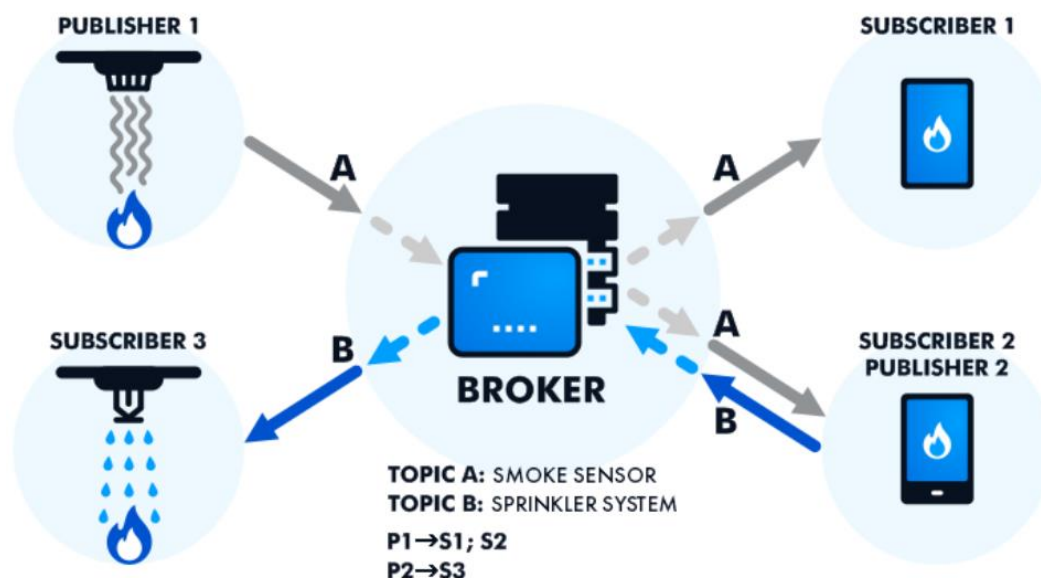 PUBLISHER 1
SUBSCRIBER 1
A
A
SUBSCRIBER 3
B
A
SUBSCRIBER 2
PUBLISHER 2
BROKER
B
TOPIC A: SMOKE SENSOR
TOPIC B: SPRINKLER SYSTEM
P1→S1; S2
P2→S3